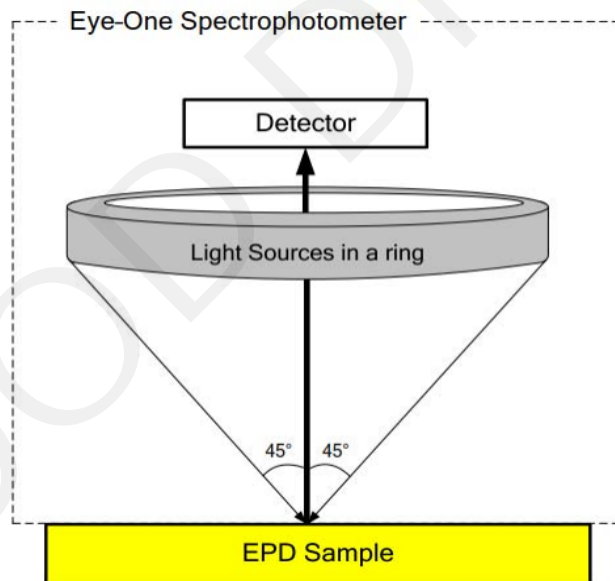 Eye-One Spectrophotometer
Detector
Light Sources in a ring
45° 45°
EPD Sample